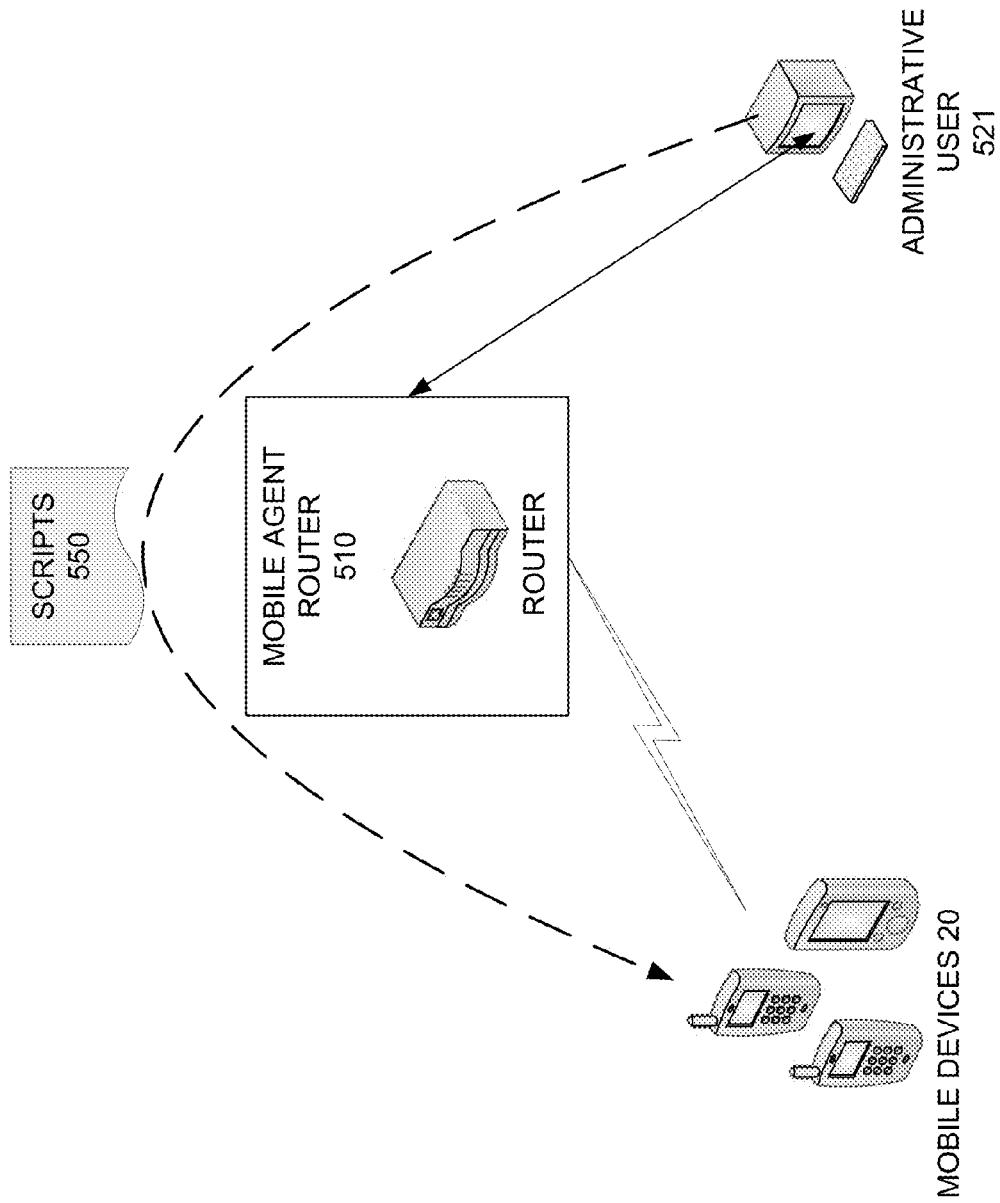 SCRIPTS
550
MOBILE AGENT
ROUTER
510
ROUTER
MOBILE DEVICES 20
ADMINISTRATIVE
USER
521